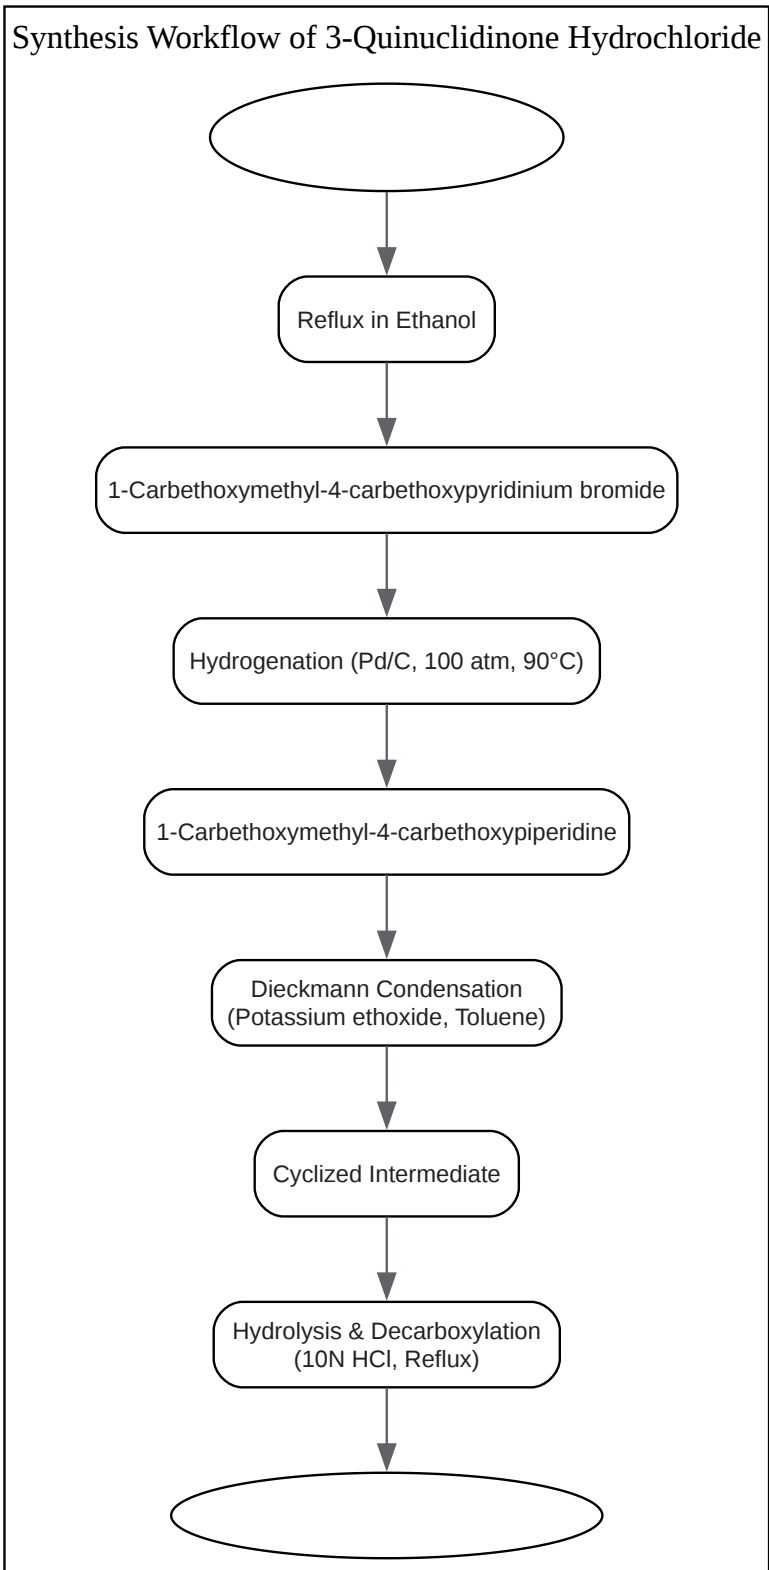 Synthesis Workflow of 3-Quinuclidinone Hydrochloride
Reflux in Ethanol
1-Carbethoxymethyl-4-carbethoxypyridinium bromide
Hydrogenation (Pd/C, 100 atm, 90°C)
1-Carbethoxymethyl-4-carbethoxypiperidine
Dieckmann Condensation
(Potassium ethoxide, Toluene)
Cyclized Intermediate
Hydrolysis & Decarboxylation
(10N HCl, Reflux)